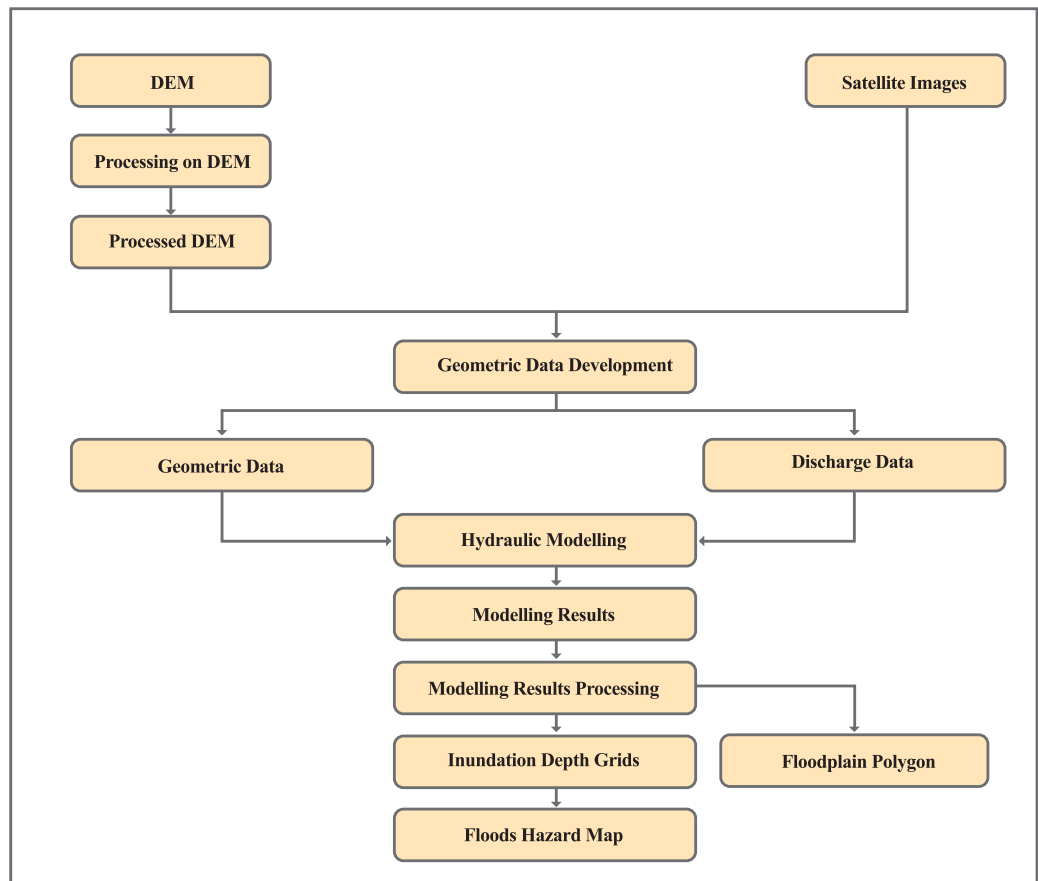 DEM
Satellite Images
Processing on DEM
Processed DEM
Geometric Data Development
Geometric Data
Discharge Data
Hydraulic Modelling
Modelling Results
Modelling Results Processing
Inundation Depth Grids
Floodplain Polygon
Floods Hazard Map